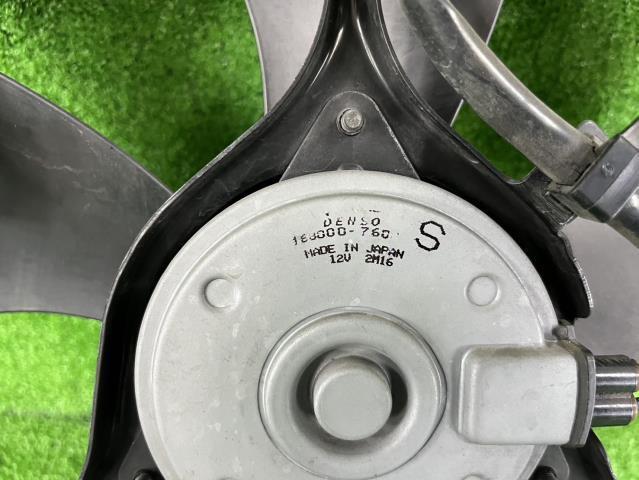 DENSO
168000-760
S
MADE IN JAPAN
12V 2M16